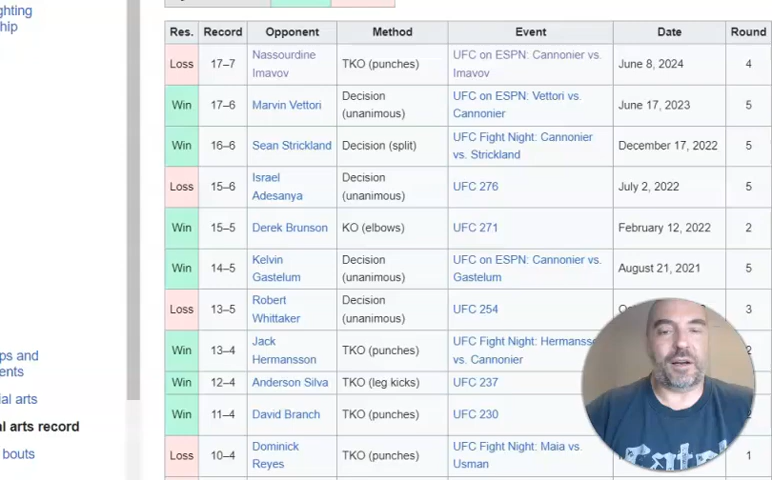 ghting
hip
Res. Record Opponent Method Event Date Round
Loss 17–7 Nassourdine Imavov TKO (punches) UFC on ESPN: Cannonier vs. Imavov June 8, 2024 4
Win 17–6 Marvin Vettori Decision (unanimous) UFC on ESPN: Vettori vs. Cannonier June 17, 2023 5
Win 16–6 Sean Strickland Decision (split) UFC Fight Night: Cannonier vs. Strickland December 17, 2022 5
Loss 15–6 Israel Adesanya Decision (unanimous) UFC 276 July 2, 2022 5
Win 15–5 Derek Brunson KO (elbows) UFC 271 February 12, 2022 2
Win 14–5 Kelvin Gastelum Decision (unanimous) UFC on ESPN: Cannonier vs. Gastelum August 21, 2021 5
Loss 13–5 Robert Whittaker Decision (unanimous) UFC 254 3
Win 13–4 Jack Hermansson TKO (punches) UFC Fight Night: Hermansso vs. Cannonier 2
Win 12–4 Anderson Silva TKO (leg kicks) UFC 237
Win 11–4 David Branch TKO (punches) UFC 230 2
Loss 10–4 Dominick Reyes TKO (punches) UFC Fight Night: Maia vs. Usman 1
ps and
ents
ial arts
al arts record
bouts